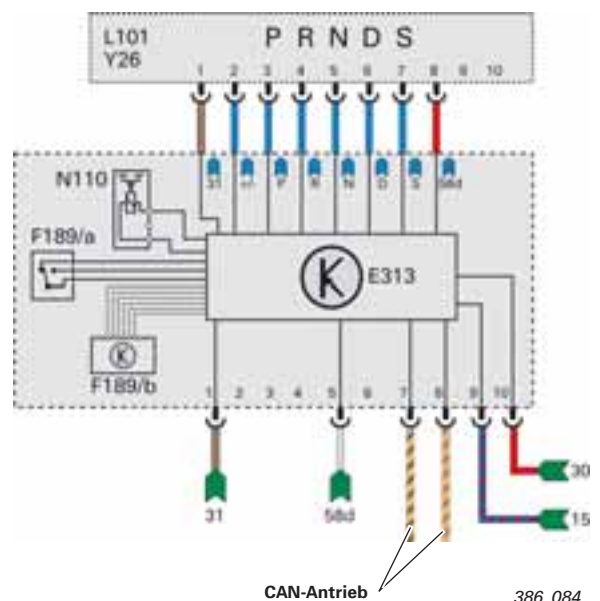 L101 P R N D S
Y26
1 2 3 4 5 6 7 8 9 10
31 +/- P R N D S 58d
N110
F189/a
K E313
K
F189/b
1 2 3 4 5 6 7 8 9 10
30
31 58d 15
CAN-Antrieb
386_084